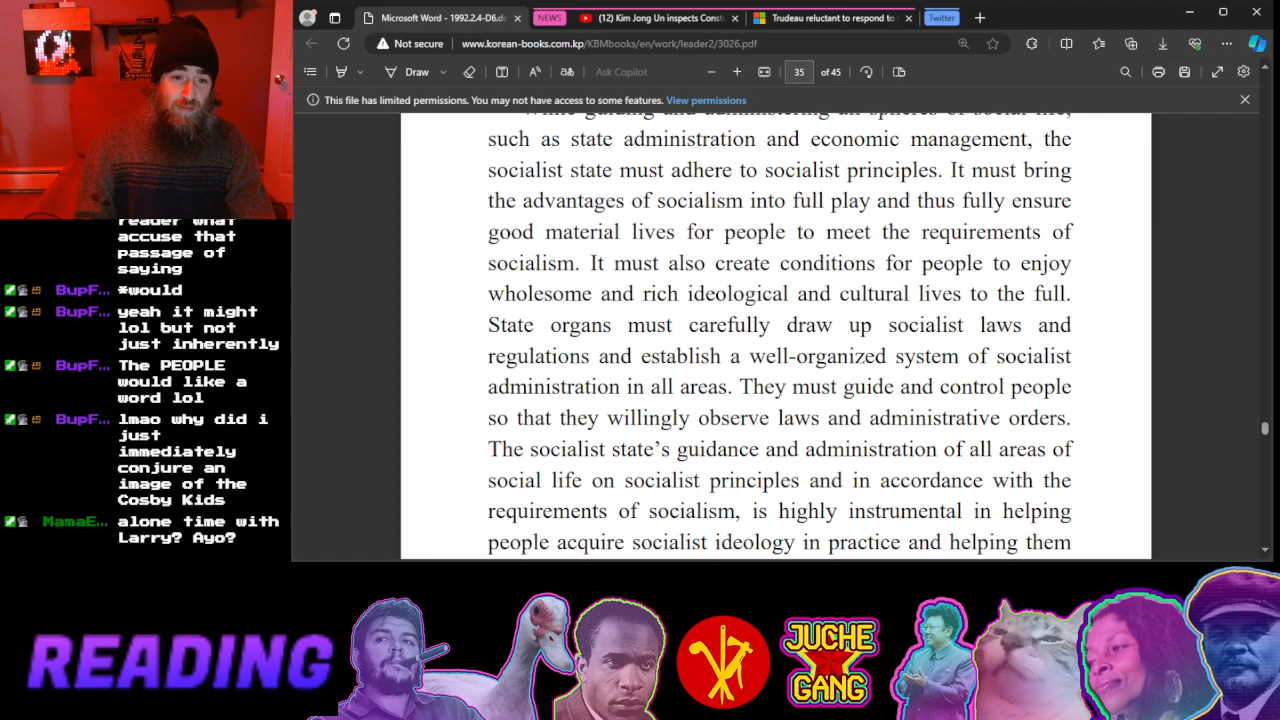 Microsoft Word - 1992.2.4-D6.do
NEWS
(12) Kim Jong Un inspects Const
Trudeau reluctant to respond to
Twitter
Not secure
www.korean-books.com.kp/KBMbooks/en/work/leader2/3026.pdf
Draw
Ask Copilot
35
of 45
This file has limited permissions. You may not have access to some features. View permissions
While guiding and administering all spheres of social life,
such as state administration and economic management, the
socialist state must adhere to socialist principles. It must bring
the advantages of socialism into full play and thus fully ensure
good material lives for people to meet the requirements of
socialism. It must also create conditions for people to enjoy
wholesome and rich ideological and cultural lives to the full.
State organs must carefully draw up socialist laws and
regulations and establish a well-organized system of socialist
administration in all areas. They must guide and control people
so that they willingly observe laws and administrative orders.
The socialist state's guidance and administration of all areas of
social life on socialist principles and in accordance with the
requirements of socialism, is highly instrumental in helping
people acquire socialist ideology in practice and helping them
reader what
accuse that
passage of
saying
BupF... *would
BupF... yeah it might
lol but not
just inherently
BupF... The PEOPLE
would like a
word lol
BupF... lmao why did i
just
immediately
conjure an
image of the
Cosby Kids
MamaE... alone time with
Larry? Ayo?
READING
JUCHE
GANG